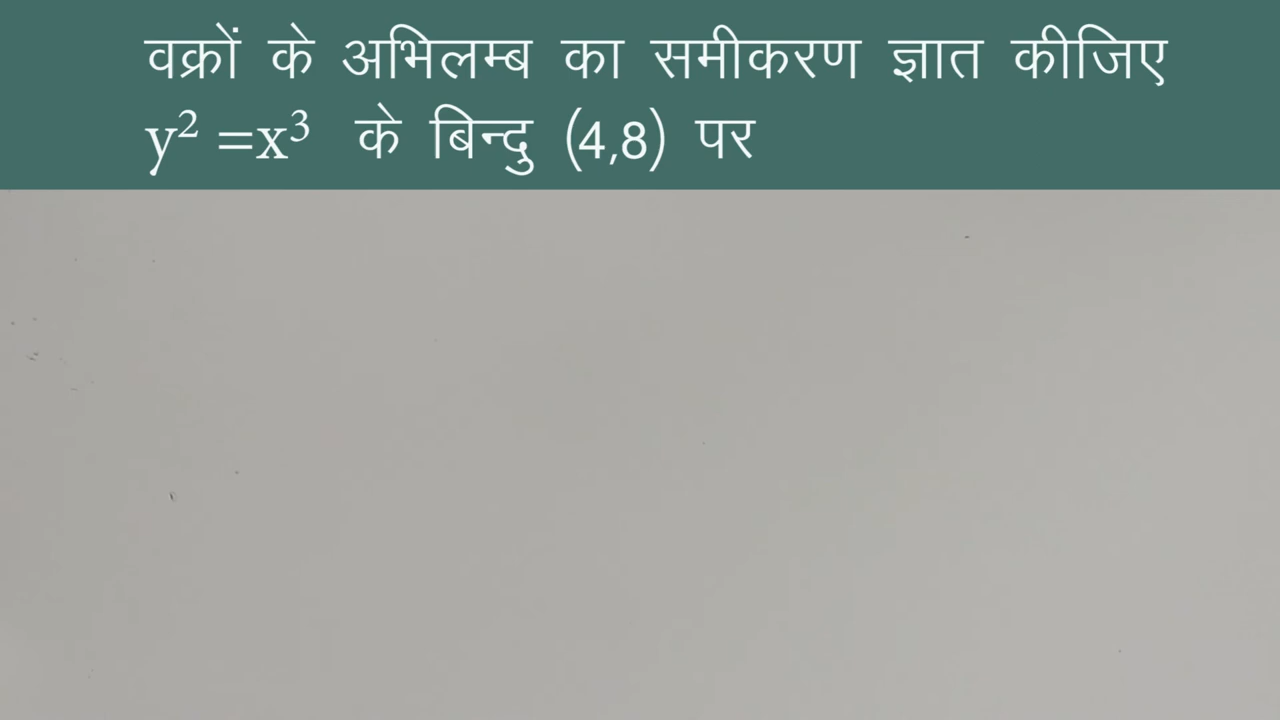 वक्रों के अभिलम्ब का समीकरण ज्ञात कीजिए
y² =x³ के बिन्दु (4,8) पर